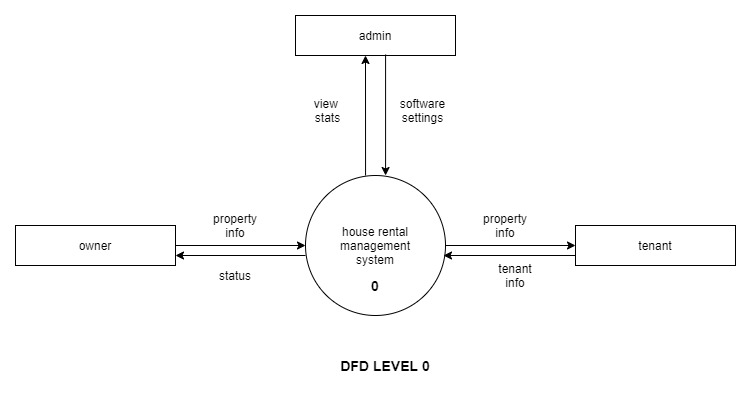 admin
view
stats
software
settings
property
info
owner
status
house rental
management
system
0
property
info
tenant
info
tenant
DFD LEVEL 0